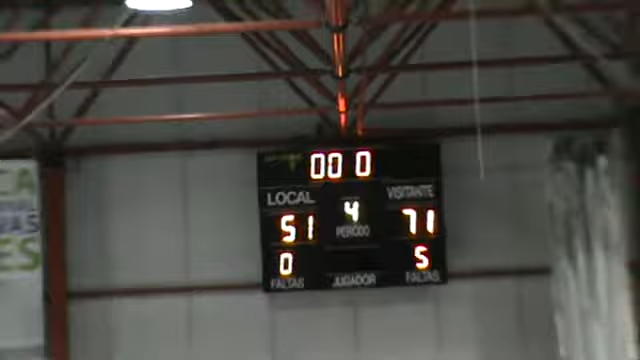 00 0
LOCAL 4 VISITANTE
51 PERIODO 71
0 5
FALTAS JUGADOR FALTAS